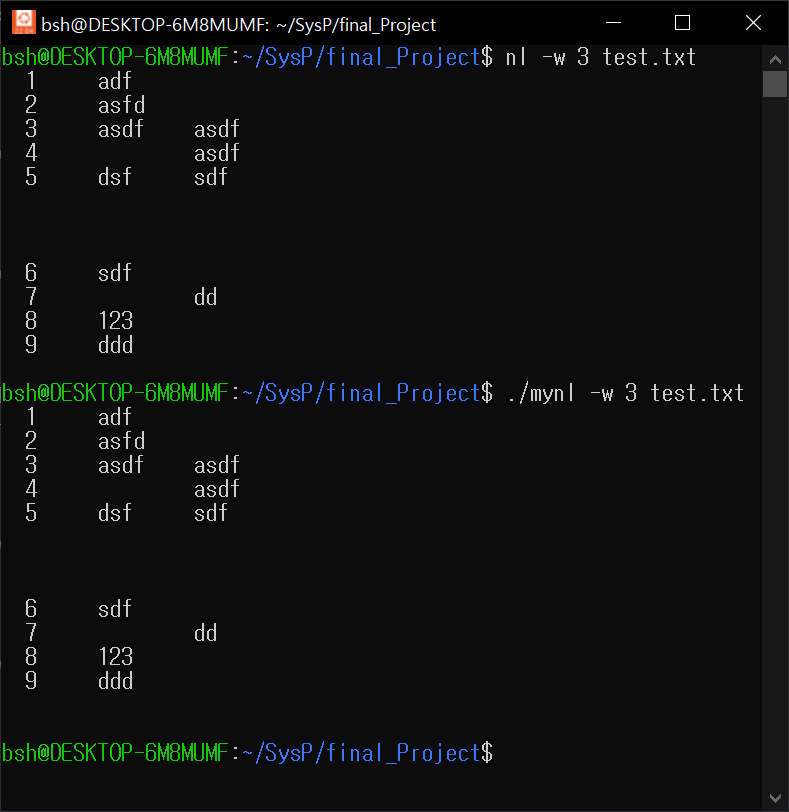 bsh@DESKTOP-6M8MUMF: ~/SysP/final_Project
bsh@DESKTOP-6M8MUMF:~/SysP/final_Project$ nl -w 3 test.txt
  1	adf
  2	asfd
  3	asdf	asdf
  4		asdf
  5	dsf	sdf
  6	sdf
  7		dd
  8	123
  9	ddd
bsh@DESKTOP-6M8MUMF:~/SysP/final_Project$ ./mynl -w 3 test.txt
  1	adf
  2	asfd
  3	asdf	asdf
  4		asdf
  5	dsf	sdf
  6	sdf
  7		dd
  8	123
  9	ddd
bsh@DESKTOP-6M8MUMF:~/SysP/final_Project$